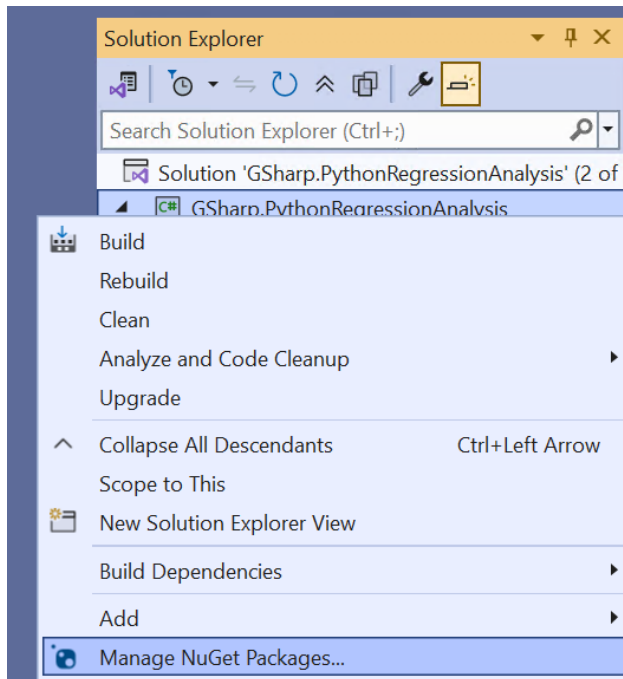 Solution Explorer
Search Solution Explorer (Ctrl+;)
Solution 'GSharp.PythonRegressionAnalysis' (2 of
C# GSharp.PythonRegressionAnalysis
Build
Rebuild
Clean
Analyze and Code Cleanup
Upgrade
Collapse All Descendants Ctrl+Left Arrow
Scope to This
New Solution Explorer View
Build Dependencies
Add
Manage NuGet Packages...